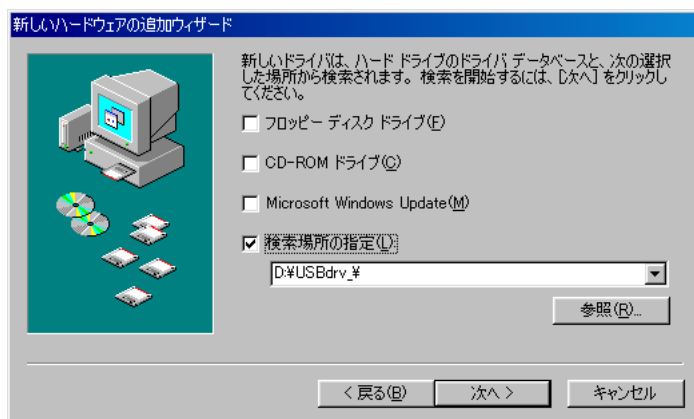 新しいハードウェアの追加ウィザード
新しいドライバは、ハード ドライブのドライバ データベースと、次の選択
した場所から検索されます。検索を開始するには、[次へ] をクリックし
てください。
フロッピー ディスク ドライブ(F)
CD-ROM ドライブ(C)
Microsoft Windows Update(M)
検索場所の指定(L):
D:¥USBdrv_¥
参照(R)...
< 戻る(B)
次へ >
キャンセル